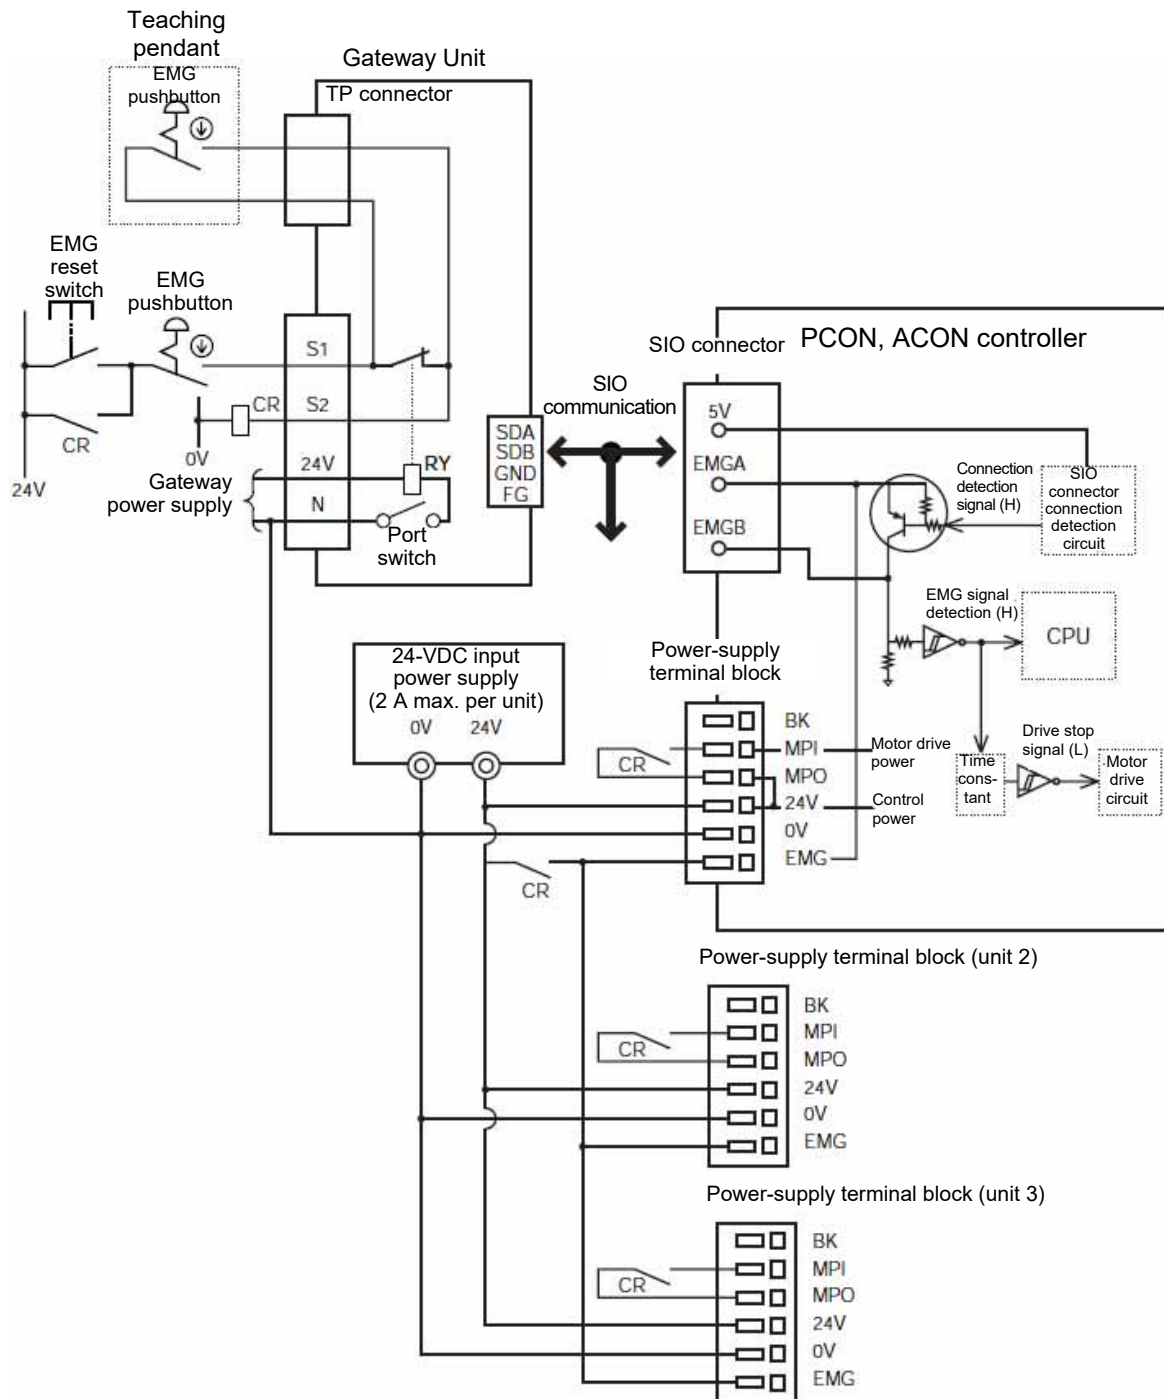 Teaching
pendant
EMG
pushbutton
Gateway Unit
TP connector
EMG
reset
switch
EMG
pushbutton
S1
CR
S2
CR
24V
0V
24V
RY
Gateway
power supply
N
Port
switch
SDA
SDB
GND
FG
SIO
communication
SIO connector
PCON, ACON controller
5V
EMGA
EMGB
Connection
detection
signal (H)
SIO
connector
connection
detection
circuit
EMG signal
detection (H)
CPU
Time
cons-
tant
Drive stop
signal (L)
Motor
drive
circuit
24-VDC input
power supply
(2 A max. per unit)
0V
24V
Power-supply
terminal block
BK
CR
MPI
Motor drive
power
MPO
24V
Control
power
0V
EMG
CR
Power-supply terminal block (unit 2)
BK
MPI
CR
MPO
24V
0V
EMG
Power-supply terminal block (unit 3)
BK
MPI
CR
MPO
24V
0V
EMG